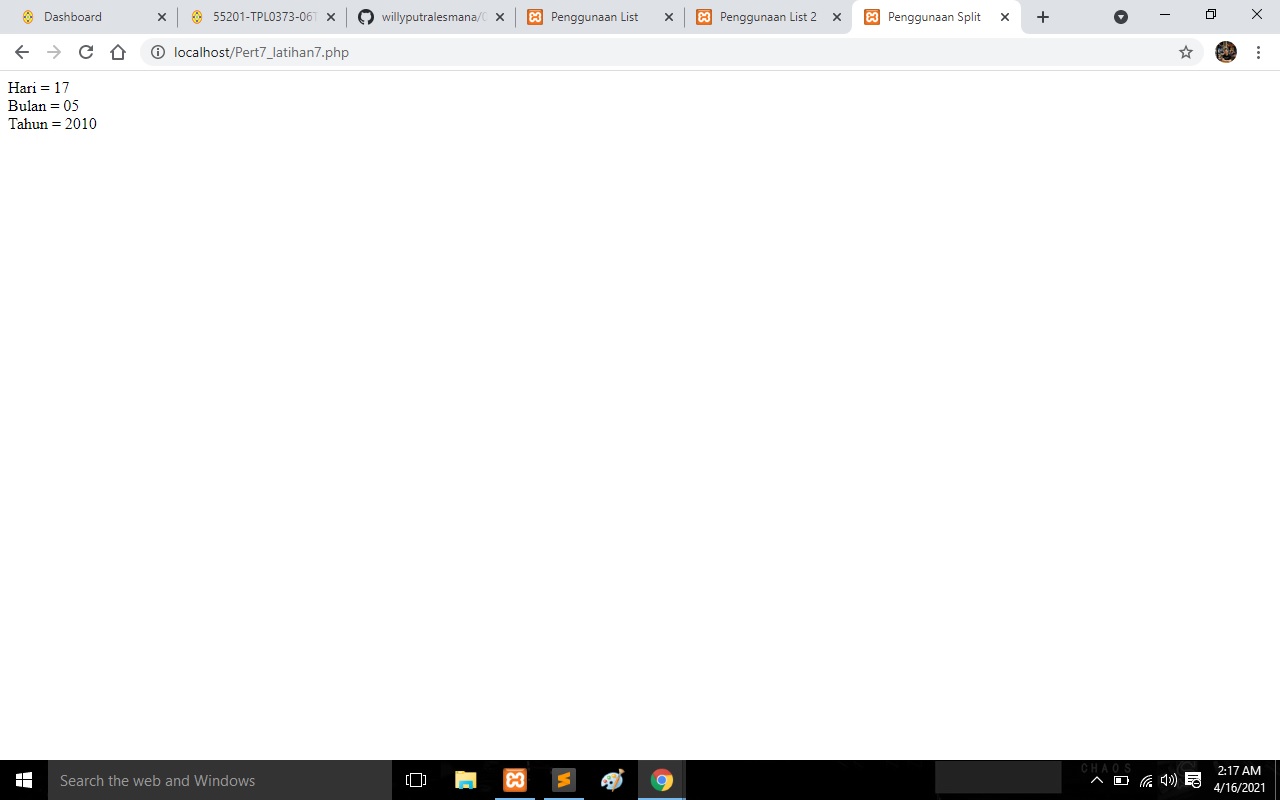 Dashboard
55201-TPL0373-06T
willyputralesmana/
Penggunaan List
Penggunaan List 2
Penggunaan Split
localhost/Pert7_latihan7.php
Hari = 17
Bulan = 05
Tahun = 2010
Search the web and Windows
CHAOS
2:17 AM
4/16/2021